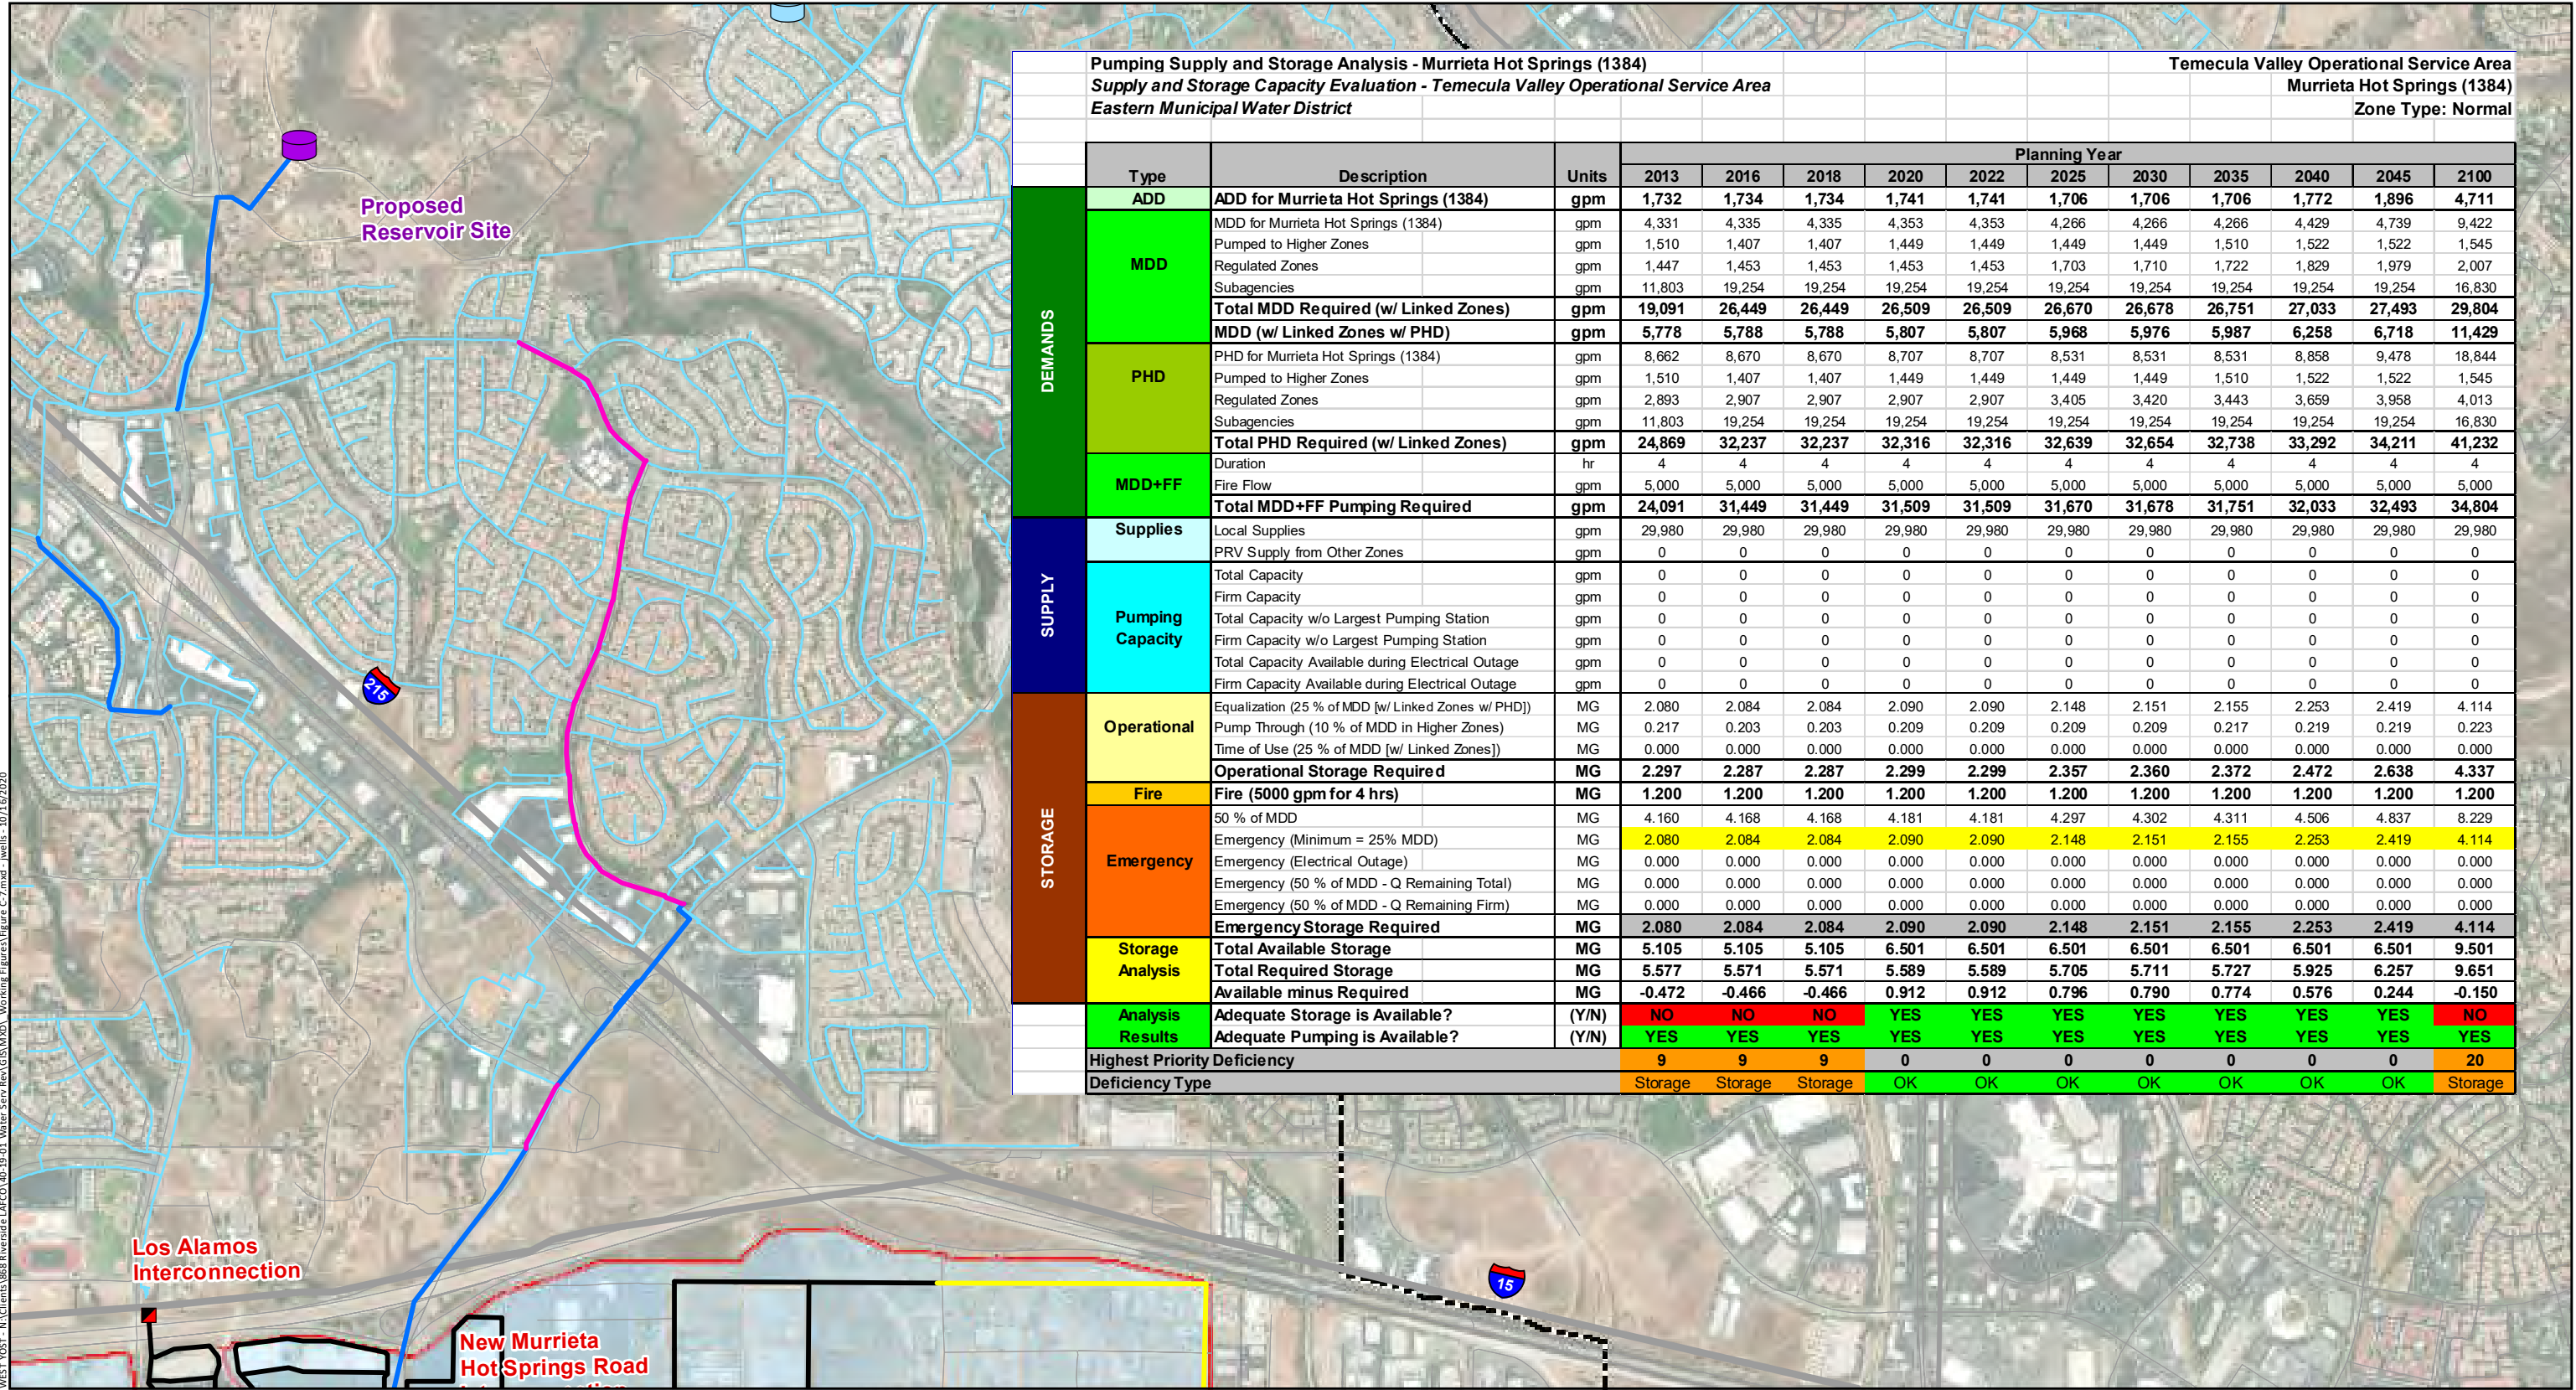 Pumping Supply and Storage Analysis - Murrieta Hot Springs (1384) Temecula Valley Operational Service Area
Supply and Storage Capacity Evaluation - Temecula Valley Operational Service Area Murrieta Hot Springs (1384)
Eastern Municipal Water District Zone Type: Normal
Planning Year
Type Description Units 2013 2016 2018 2020 2022 2025 2030 2035 2040 2045 2100
DEMANDS
ADD ADD for Murrieta Hot Springs (1384) gpm 1,732 1,734 1,734 1,741 1,741 1,706 1,706 1,706 1,772 1,896 4,711
MDD
MDD for Murrieta Hot Springs (1384) gpm 4,331 4,335 4,335 4,353 4,353 4,266 4,266 4,266 4,429 4,739 9,422
Pumped to Higher Zones gpm 1,510 1,407 1,407 1,449 1,449 1,449 1,449 1,510 1,522 1,522 1,545
Regulated Zones gpm 1,447 1,453 1,453 1,453 1,453 1,703 1,710 1,722 1,829 1,979 2,007
Subagencies gpm 11,803 19,254 19,254 19,254 19,254 19,254 19,254 19,254 19,254 19,254 16,830
Total MDD Required (w/ Linked Zones) gpm 19,091 26,449 26,449 26,509 26,509 26,670 26,678 26,751 27,033 27,493 29,804
MDD (w/ Linked Zones w/ PHD) gpm 5,778 5,788 5,788 5,807 5,807 5,968 5,976 5,987 6,258 6,718 11,429
PHD
PHD for Murrieta Hot Springs (1384) gpm 8,662 8,670 8,670 8,707 8,707 8,531 8,531 8,531 8,858 9,478 18,844
Pumped to Higher Zones gpm 1,510 1,407 1,407 1,449 1,449 1,449 1,449 1,510 1,522 1,522 1,545
Regulated Zones gpm 2,893 2,907 2,907 2,907 2,907 3,405 3,420 3,443 3,659 3,958 4,013
Subagencies gpm 11,803 19,254 19,254 19,254 19,254 19,254 19,254 19,254 19,254 19,254 16,830
Total PHD Required (w/ Linked Zones) gpm 24,869 32,237 32,237 32,316 32,316 32,639 32,654 32,738 33,292 34,211 41,232
MDD+FF
Duration hr 4 4 4 4 4 4 4 4 4 4 4
Fire Flow gpm 5,000 5,000 5,000 5,000 5,000 5,000 5,000 5,000 5,000 5,000 5,000
Total MDD+FF Pumping Required gpm 24,091 31,449 31,449 31,509 31,509 31,670 31,678 31,751 32,033 32,493 34,804
SUPPLY
Supplies Local Supplies gpm 29,980 29,980 29,980 29,980 29,980 29,980 29,980 29,980 29,980 29,980 29,980
PRV Supply from Other Zones gpm 0 0 0 0 0 0 0 0 0 0 0
Pumping
Capacity
Total Capacity gpm 0 0 0 0 0 0 0 0 0 0 0
Firm Capacity gpm 0 0 0 0 0 0 0 0 0 0 0
Total Capacity w/o Largest Pumping Station gpm 0 0 0 0 0 0 0 0 0 0 0
Firm Capacity w/o Largest Pumping Station gpm 0 0 0 0 0 0 0 0 0 0 0
Total Capacity Available during Electrical Outage gpm 0 0 0 0 0 0 0 0 0 0 0
Firm Capacity Available during Electrical Outage gpm 0 0 0 0 0 0 0 0 0 0 0
STORAGE
Operational
Equalization (25 % of MDD [w/ Linked Zones w/ PHD]) MG 2.080 2.084 2.084 2.090 2.090 2.148 2.151 2.155 2.253 2.419 4.114
Pump Through (10 % of MDD in Higher Zones) MG 0.217 0.203 0.203 0.209 0.209 0.209 0.209 0.217 0.219 0.219 0.223
Time of Use (25 % of MDD [w/ Linked Zones]) MG 0.000 0.000 0.000 0.000 0.000 0.000 0.000 0.000 0.000 0.000 0.000
Operational Storage Required MG 2.297 2.287 2.287 2.299 2.299 2.357 2.360 2.372 2.472 2.638 4.337
Fire Fire (5000 gpm for 4 hrs) MG 1.200 1.200 1.200 1.200 1.200 1.200 1.200 1.200 1.200 1.200 1.200
Emergency
50 % of MDD MG 4.160 4.168 4.168 4.181 4.181 4.297 4.302 4.311 4.506 4.837 8.229
Emergency (Minimum = 25% MDD) MG 2.080 2.084 2.084 2.090 2.090 2.148 2.151 2.155 2.253 2.419 4.114
Emergency (Electrical Outage) MG 0.000 0.000 0.000 0.000 0.000 0.000 0.000 0.000 0.000 0.000 0.000
Emergency (50 % of MDD - Q Remaining Total) MG 0.000 0.000 0.000 0.000 0.000 0.000 0.000 0.000 0.000 0.000 0.000
Emergency (50 % of MDD - Q Remaining Firm) MG 0.000 0.000 0.000 0.000 0.000 0.000 0.000 0.000 0.000 0.000 0.000
Emergency Storage Required MG 2.080 2.084 2.084 2.090 2.090 2.148 2.151 2.155 2.253 2.419 4.114
Storage Total Available Storage MG 5.105 5.105 5.105 6.501 6.501 6.501 6.501 6.501 6.501 6.501 9.501
Analysis Total Required Storage MG 5.577 5.571 5.571 5.589 5.589 5.705 5.711 5.727 5.925 6.257 9.651
Available minus Required MG -0.472 -0.466 -0.466 0.912 0.912 0.796 0.790 0.774 0.576 0.244 -0.150
Analysis Adequate Storage is Available? (Y/N) NO NO NO YES YES YES YES YES YES YES NO
Results Adequate Pumping is Available? (Y/N) YES YES YES YES YES YES YES YES YES YES YES
Highest Priority Deficiency 9 9 9 0 0 0 0 0 0 0 20
Deficiency Type Storage Storage Storage OK OK OK OK OK OK OK Storage
Proposed
Reservoir Site
215
15
Los Alamos
Interconnection
New Murrieta
Hot Springs Road
WEST YOST - N:\Clients\868 Riverside LAFCO\40-19-01 Water Serv Rev\GIS\MXD\_Working Figures\Figure C-7.mxd - jwells - 10/16/2020